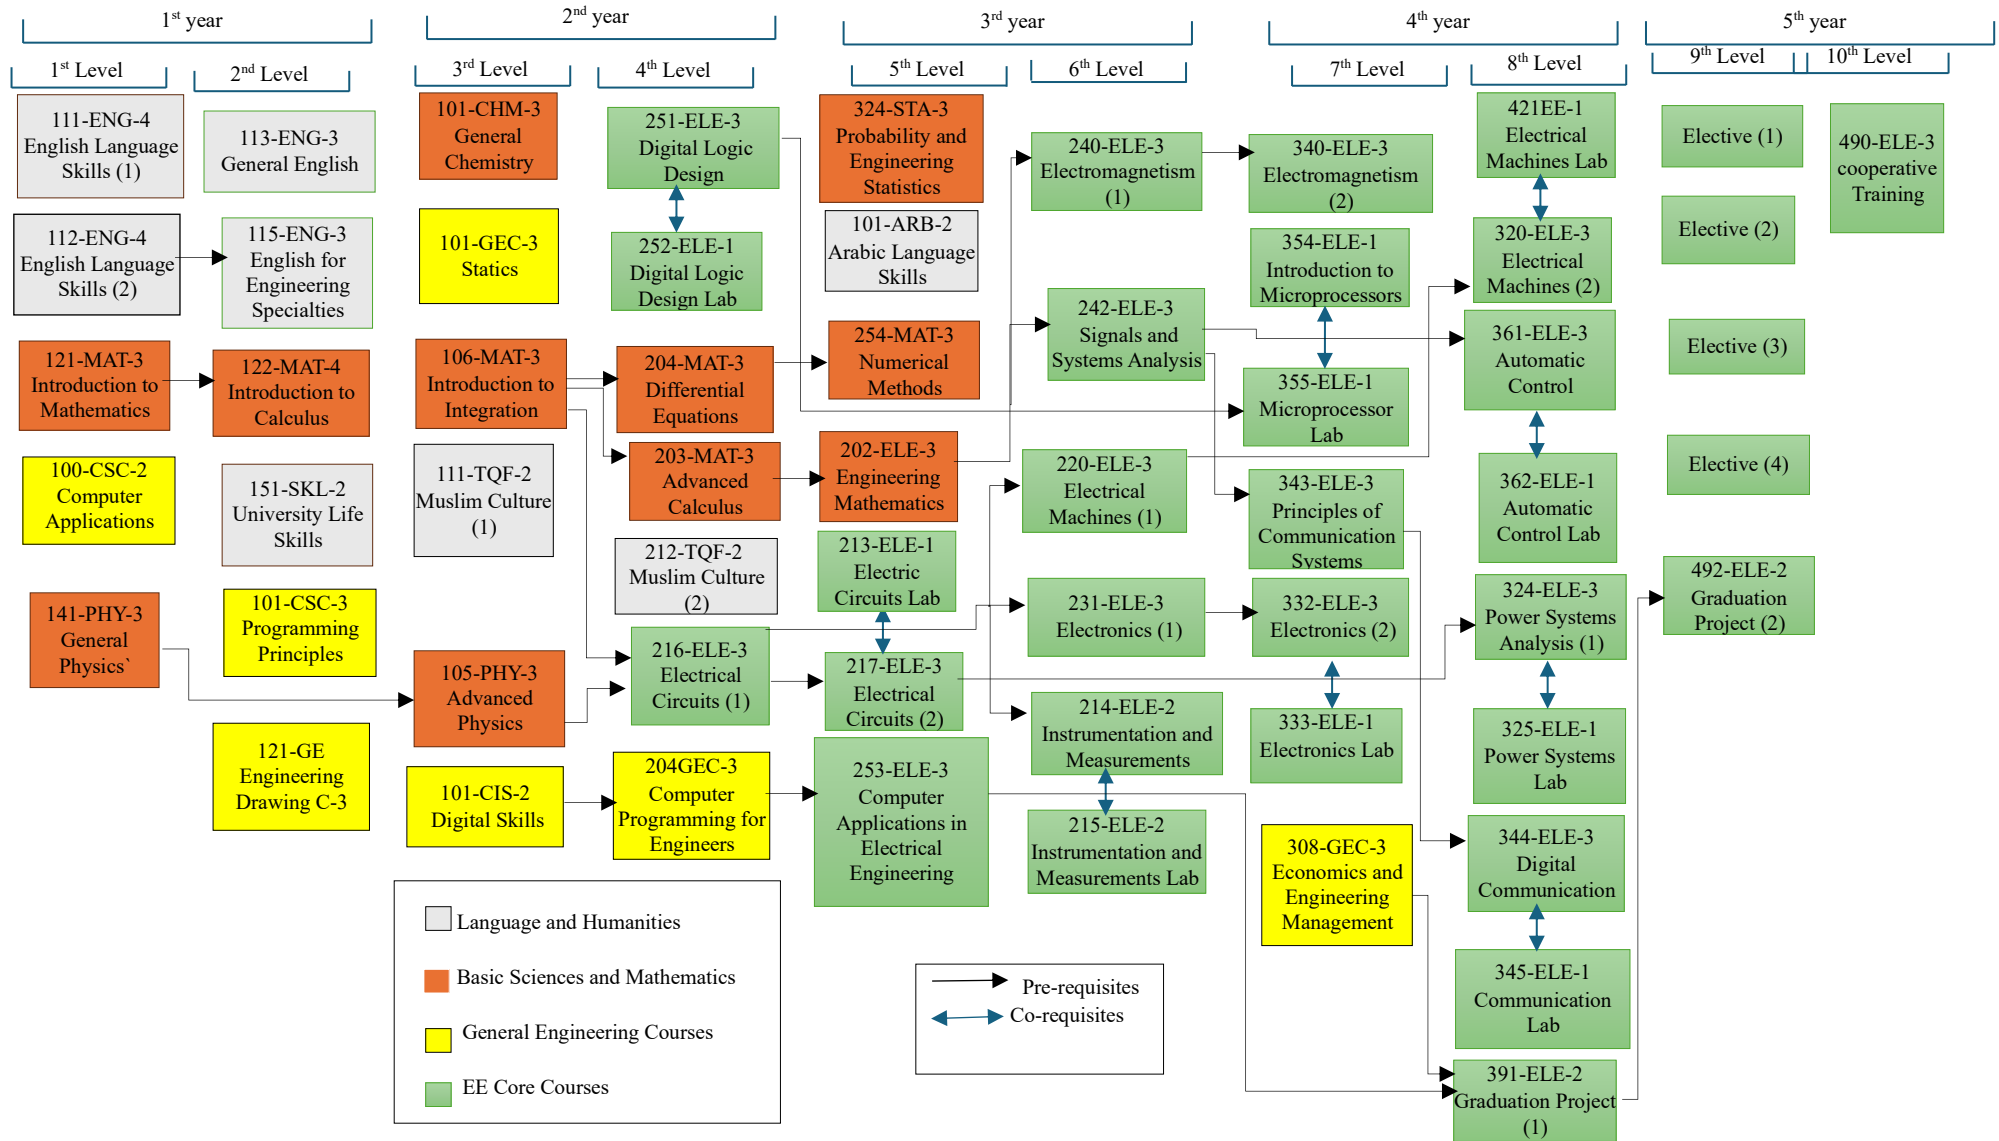 1st year
2nd year
3rd year
4th year
5th year
1st Level
2nd Level
3rd Level
4th Level
5th Level
6th Level
7th Level
8th Level
9th Level
10th Level
111-ENG-4
English Language
Skills (1)
112-ENG-4
English Language
Skills (2)
121-MAT-3
Introduction to
Mathematics
100-CSC-2
Computer
Applications
141-PHY-3
General
Physics`
113-ENG-3
General English
115-ENG-3
English for
Engineering
Specialties
122-MAT-4
Introduction to
Calculus
151-SKL-2
University Life
Skills
101-CSC-3
Programming
Principles
121-GE
Engineering
Drawing C-3
101-CHM-3
General
Chemistry
101-GEC-3
Statics
106-MAT-3
Introduction to
Integration
111-TQF-2
Muslim Culture
(1)
105-PHY-3
Advanced
Physics
101-CIS-2
Digital Skills
251-ELE-3
Digital Logic
Design
252-ELE-1
Digital Logic
Design Lab
204-MAT-3
Differential
Equations
203-MAT-3
Advanced
Calculus
212-TQF-2
Muslim Culture
(2)
216-ELE-3
Electrical
Circuits (1)
204GEC-3
Computer
Programming for
Engineers
324-STA-3
Probability and
Engineering
Statistics
101-ARB-2
Arabic Language
Skills
254-MAT-3
Numerical
Methods
202-ELE-3
Engineering
Mathematics
213-ELE-1
Electric
Circuits Lab
217-ELE-3
Electrical
Circuits (2)
253-ELE-3
Computer
Applications in
Electrical
Engineering
240-ELE-3
Electromagnetism
(1)
242-ELE-3
Signals and
Systems Analysis
220-ELE-3
Electrical
Machines (1)
231-ELE-3
Electronics (1)
214-ELE-2
Instrumentation and
Measurements
215-ELE-2
Instrumentation and
Measurements Lab
340-ELE-3
Electromagnetism
(2)
354-ELE-1
Introduction to
Microprocessors
355-ELE-1
Microprocessor
Lab
343-ELE-3
Principles of
Communication
Systems
332-ELE-3
Electronics (2)
333-ELE-1
Electronics Lab
308-GEC-3
Economics and
Engineering
Management
421EE-1
Electrical
Machines Lab
320-ELE-3
Electrical
Machines (2)
361-ELE-3
Automatic
Control
362-ELE-1
Automatic
Control Lab
324-ELE-3
Power Systems
Analysis (1)
325-ELE-1
Power Systems
Lab
344-ELE-3
Digital
Communication
345-ELE-1
Communication
Lab
391-ELE-2
Graduation Project
(1)
Elective (1)
Elective (2)
Elective (3)
Elective (4)
492-ELE-2
Graduation
Project (2)
490-ELE-3
cooperative
Training
Language and Humanities
Basic Sciences and Mathematics
General Engineering Courses
EE Core Courses
Pre-requisites
Co-requisites